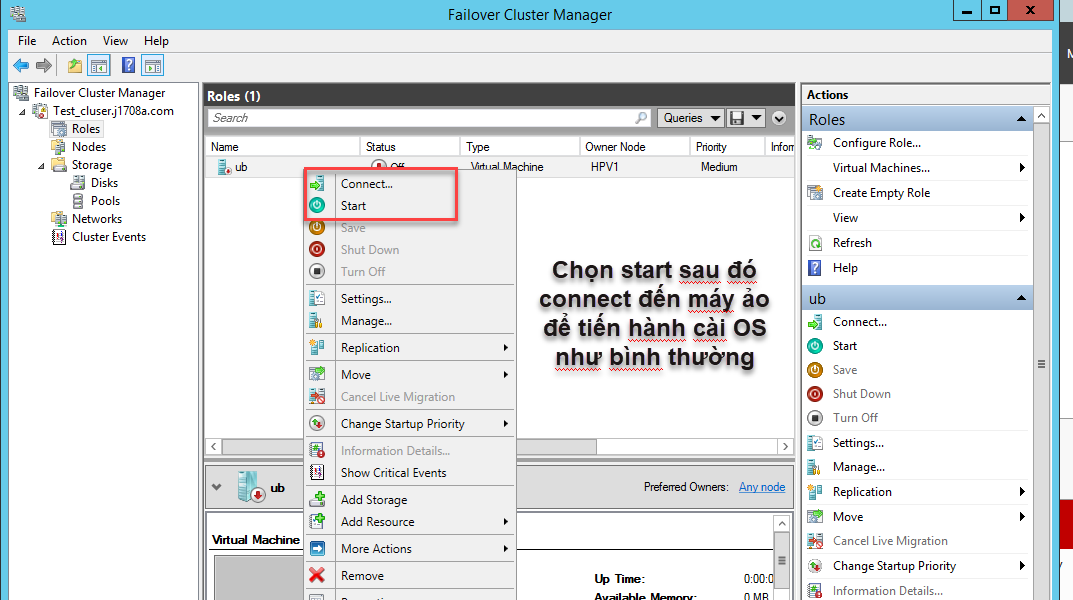 Failover Cluster Manager
File Action View Help
Failover Cluster Manager
Test_cluser.j1708a.com
Roles
Nodes
Storage
Disks
Pools
Networks
Cluster Events
Roles (1)
Search
Queries
Name Status Type Owner Node Priority Inform
ub Off Virtual Machine HPV1 Medium
Connect...
Start
Save
Shut Down
Turn Off
Settings...
Manage...
Replication
Move
Cancel Live Migration
Change Startup Priority
Information Details...
Show Critical Events
Add Storage
Add Resource
More Actions
Remove
Chọn start sau đó
connect đến máy ảo
để tiến hành cài OS
như bình thường
ub
Preferred Owners: Any node
Virtual Machine
Up Time: 0:00:0
Available Memory: 0 MB
Actions
Roles
Configure Role...
Virtual Machines...
Create Empty Role
View
Refresh
Help
ub
Connect...
Start
Save
Shut Down
Turn Off
Settings...
Manage...
Replication
Move
Cancel Live Migration
Change Startup Priority
Information Details...